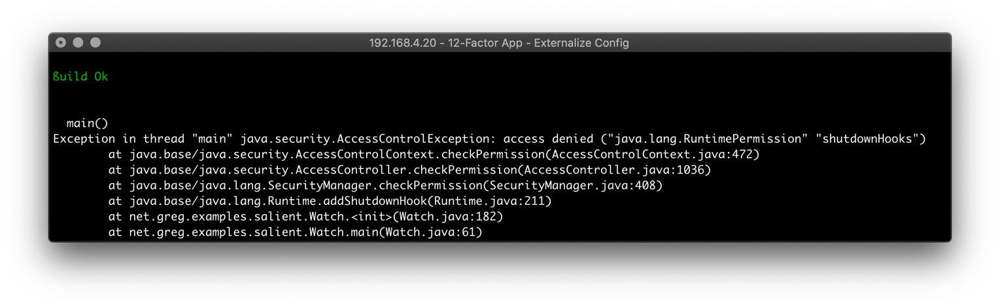 192.168.4.20 - 12-Factor App - Externalize Config
ßuild Ok
main()
Exception in thread "main" java.security.AccessControlException: access denied ("java.lang.RuntimePermission" "shutdownHooks")
at java.base/java.security.AccessControlContext.checkPermission(AccessControlContext.java:472)
at java.base/java.security.AccessController.checkPermission(AccessController.java:1036)
at java.base/java.lang.SecurityManager.checkPermission(SecurityManager.java:408)
at java.base/java.lang.Runtime.addShutdownHook(Runtime.java:211)
at net.greg.examples.salient.Watch.<init>(Watch.java:182)
at net.greg.examples.salient.Watch.main(Watch.java:61)